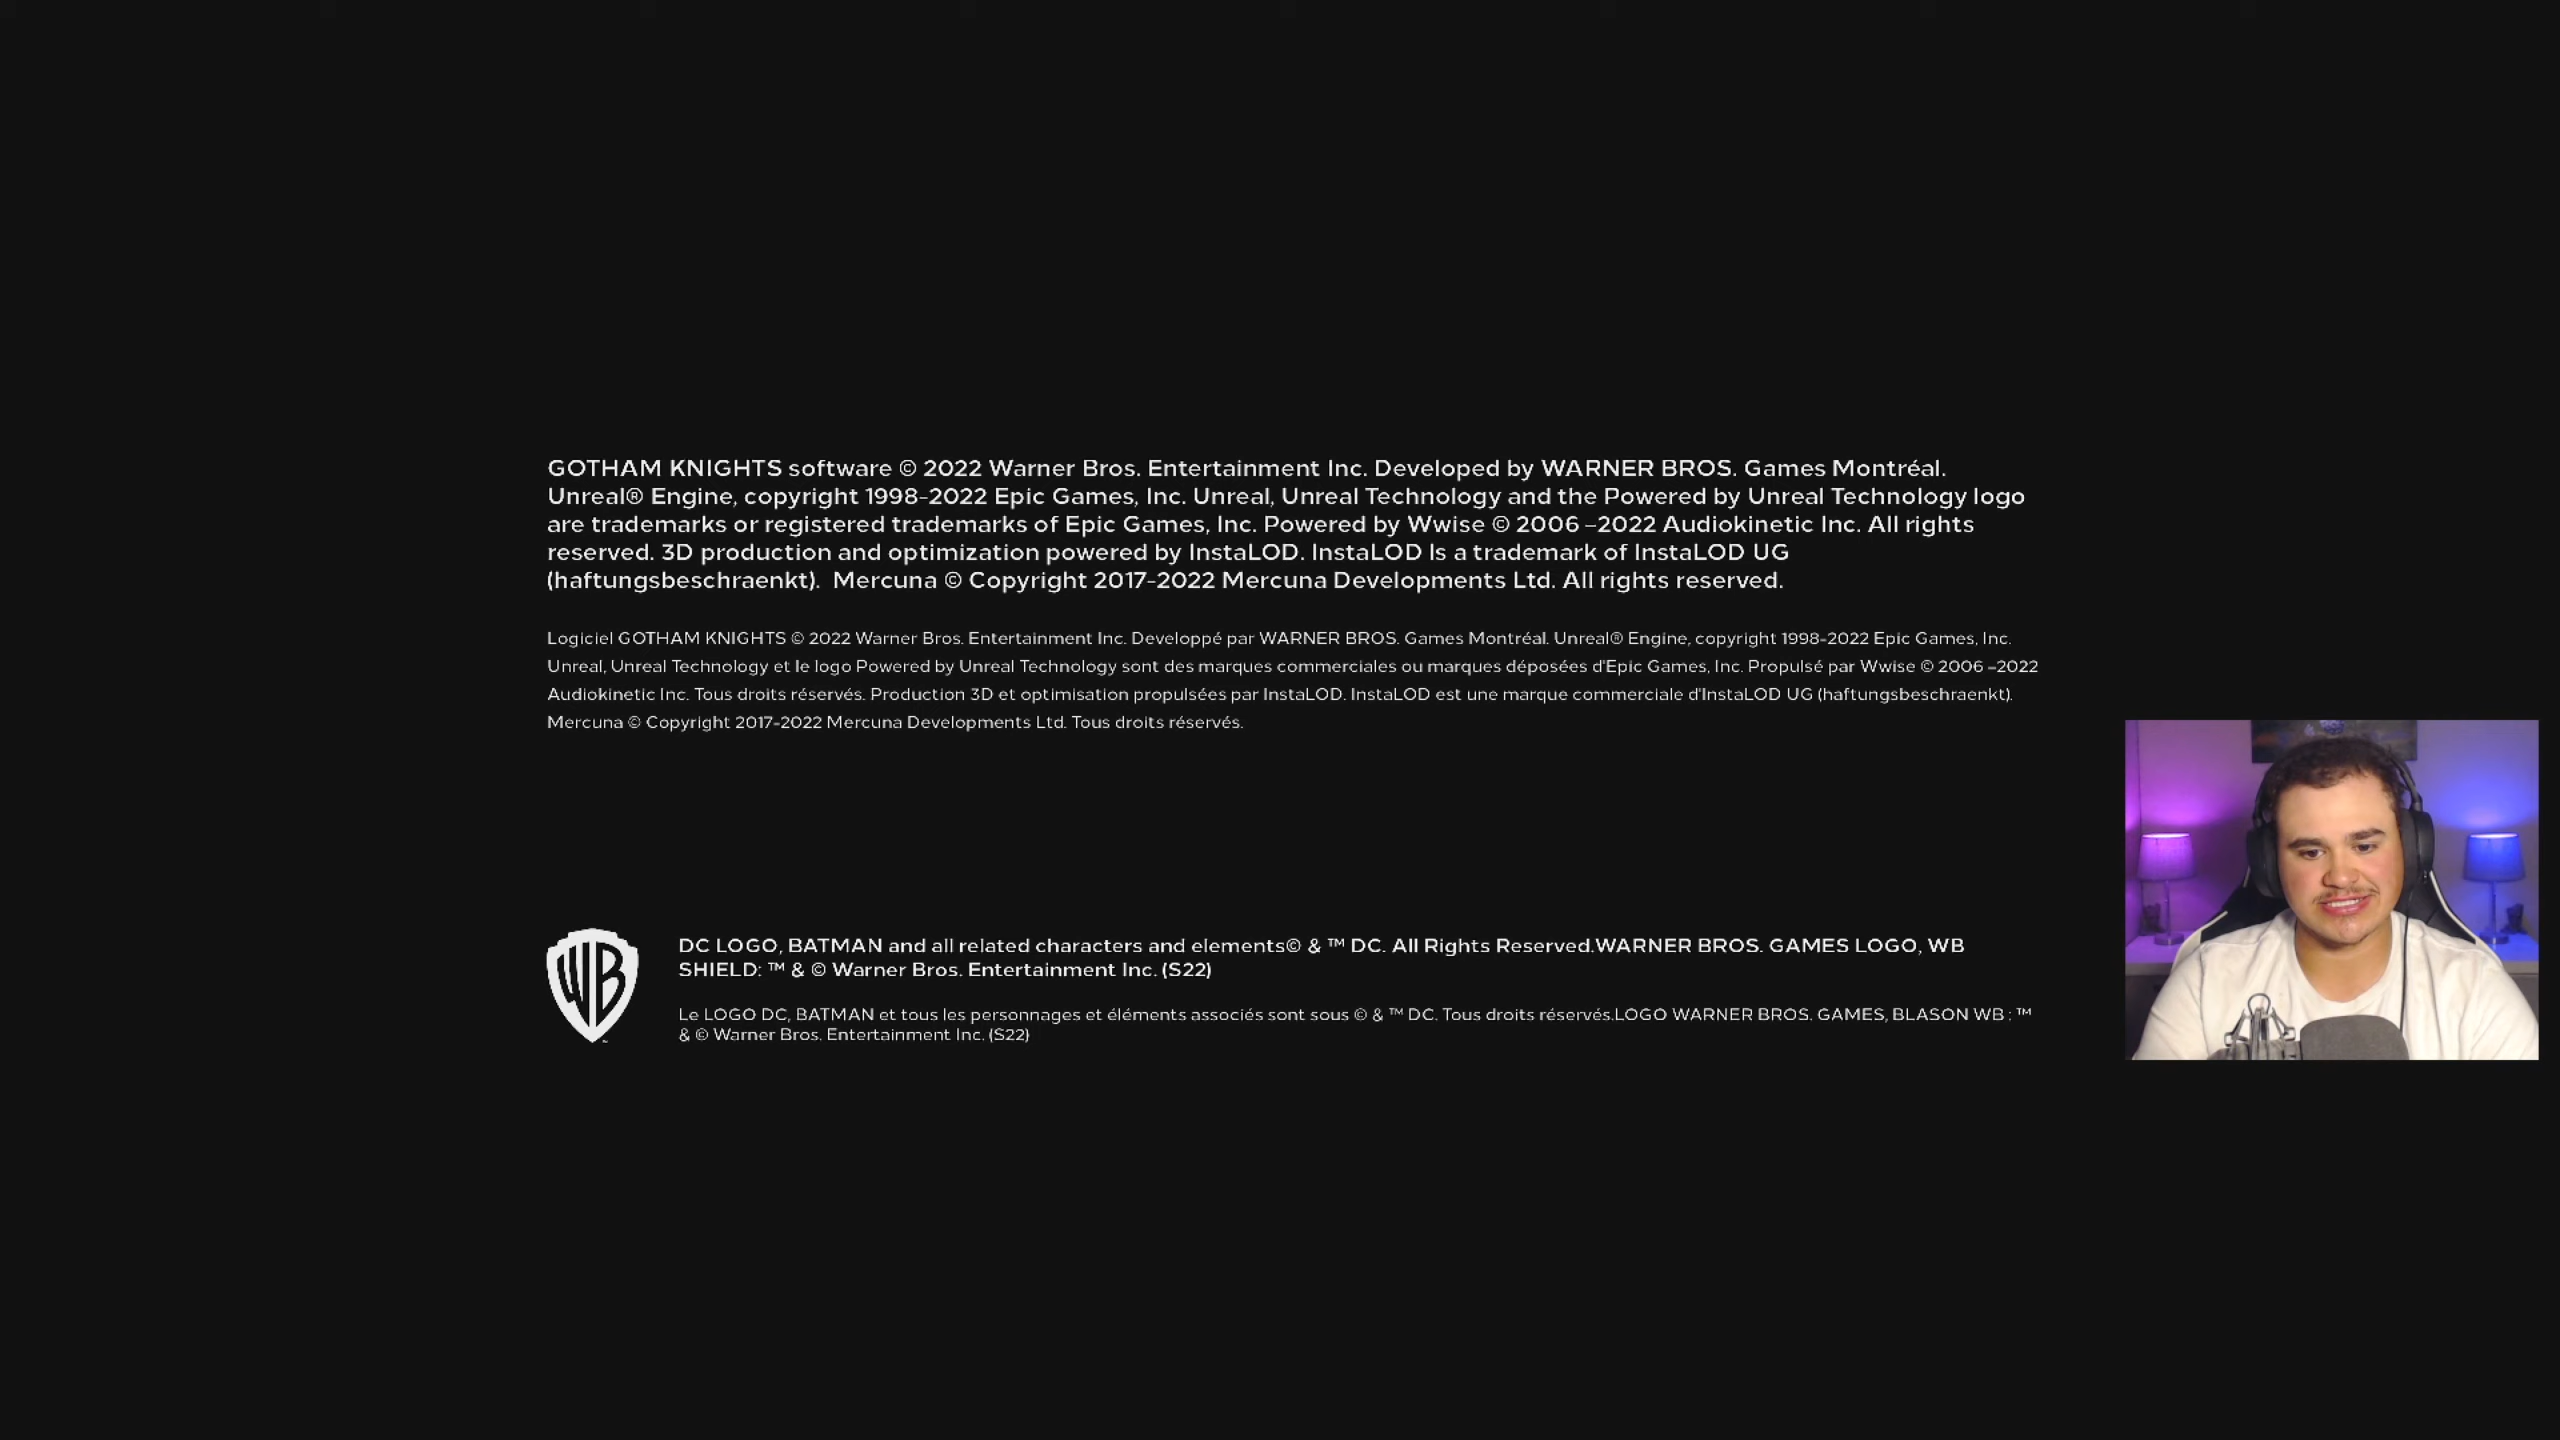 GOTHAM KNIGHTS software © 2022 Warner Bros. Entertainment Inc. Developed by WARNER BROS. Games Montréal.
Unreal® Engine, copyright 1998-2022 Epic Games, Inc. Unreal, Unreal Technology and the Powered by Unreal Technology logo
are trademarks or registered trademarks of Epic Games, Inc. Powered by Wwise © 2006 –2022 Audiokinetic Inc. All rights
reserved. 3D production and optimization powered by InstaLOD. InstaLOD Is a trademark of InstaLOD UG
(haftungsbeschraenkt).  Mercuna © Copyright 2017-2022 Mercuna Developments Ltd. All rights reserved.
Logiciel GOTHAM KNIGHTS © 2022 Warner Bros. Entertainment Inc. Developpé par WARNER BROS. Games Montréal. Unreal® Engine, copyright 1998-2022 Epic Games, Inc.
Unreal, Unreal Technology et le logo Powered by Unreal Technology sont des marques commerciales ou marques déposées d'Epic Games, Inc. Propulsé par Wwise © 2006 –2022
Audiokinetic Inc. Tous droits réservés. Production 3D et optimisation propulsées par InstaLOD. InstaLOD est une marque commerciale d'InstaLOD UG (haftungsbeschraenkt).
Mercuna © Copyright 2017-2022 Mercuna Developments Ltd. Tous droits réservés.
WB
DC LOGO, BATMAN and all related characters and elements© & ™ DC. All Rights Reserved.WARNER BROS. GAMES LOGO, WB
SHIELD: ™ & © Warner Bros. Entertainment Inc. (S22)
Le LOGO DC, BATMAN et tous les personnages et éléments associés sont sous © & ™ DC. Tous droits réservés.LOGO WARNER BROS. GAMES, BLASON WB : ™
& © Warner Bros. Entertainment Inc. (S22)